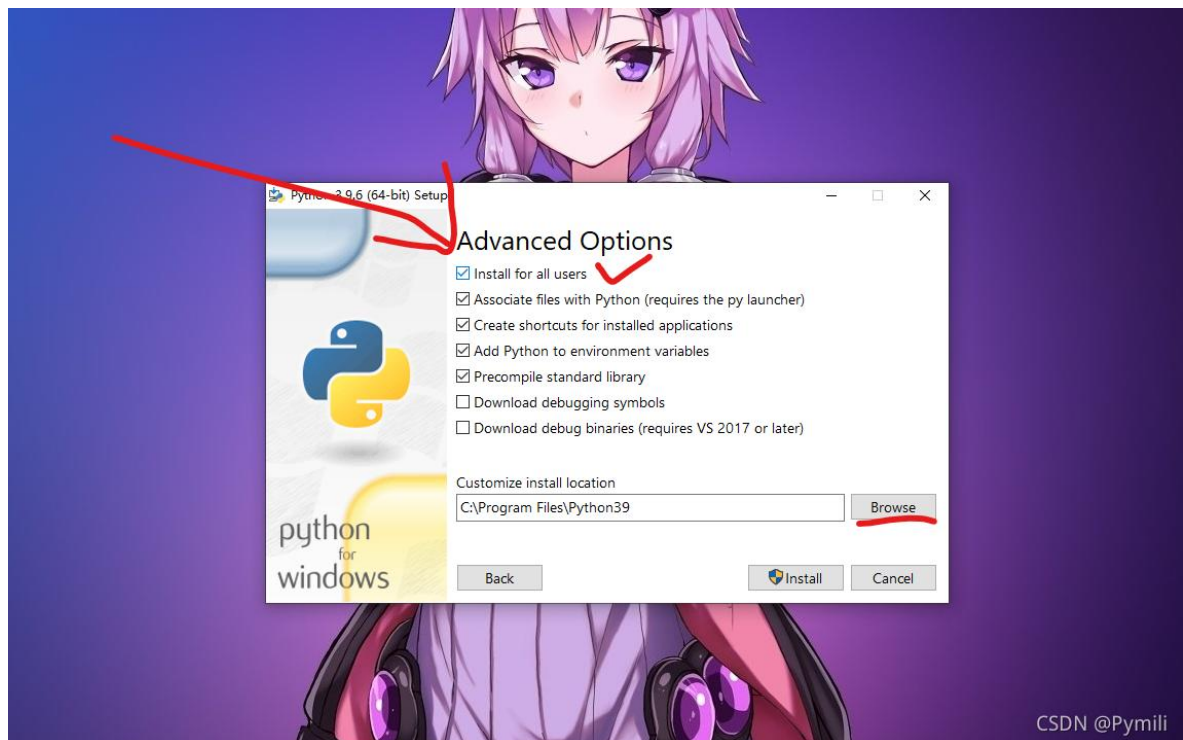 Python 3.9.6 (64-bit) Setup
Advanced Options
Install for all users
Associate files with Python (requires the py launcher)
Create shortcuts for installed applications
Add Python to environment variables
Precompile standard library
Download debugging symbols
Download debug binaries (requires VS 2017 or later)
Customize install location
C:\Program Files\Python39
Browse
python
for
windows
Back
Install
Cancel
CSDN @Pymili